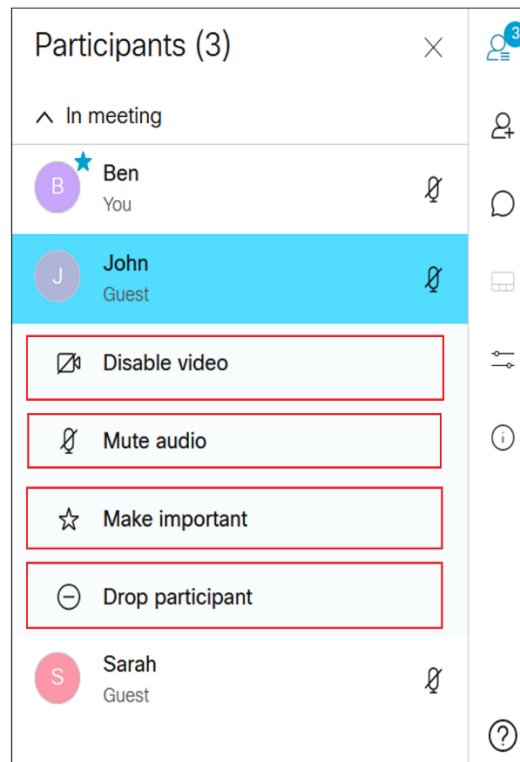 Participants (3)
3
In meeting
B
Ben
You
J
John
Guest
Disable video
Mute audio
Make important
Drop participant
S
Sarah
Guest